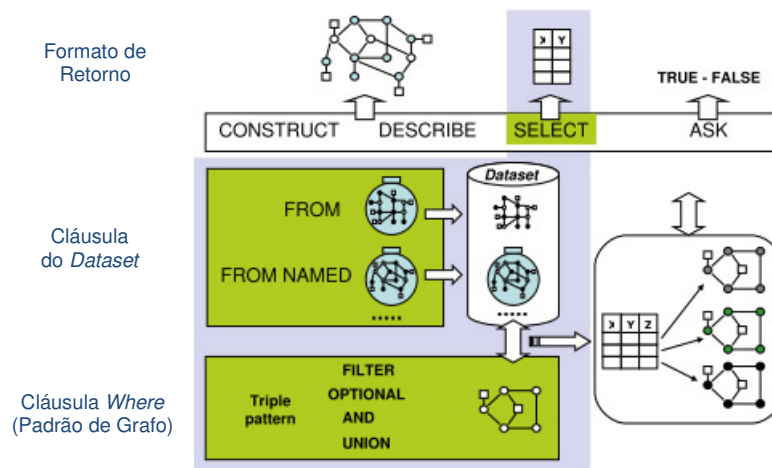 Formato de
Retorno
X Y
TRUE - FALSE
CONSTRUCT DESCRIBE SELECT ASK
Cláusula
do Dataset
FROM
FROM NAMED
.....
Dataset
.....
X Y Z
Cláusula Where
(Padrão de Grafo)
Triple
pattern
FILTER
OPTIONAL
AND
UNION